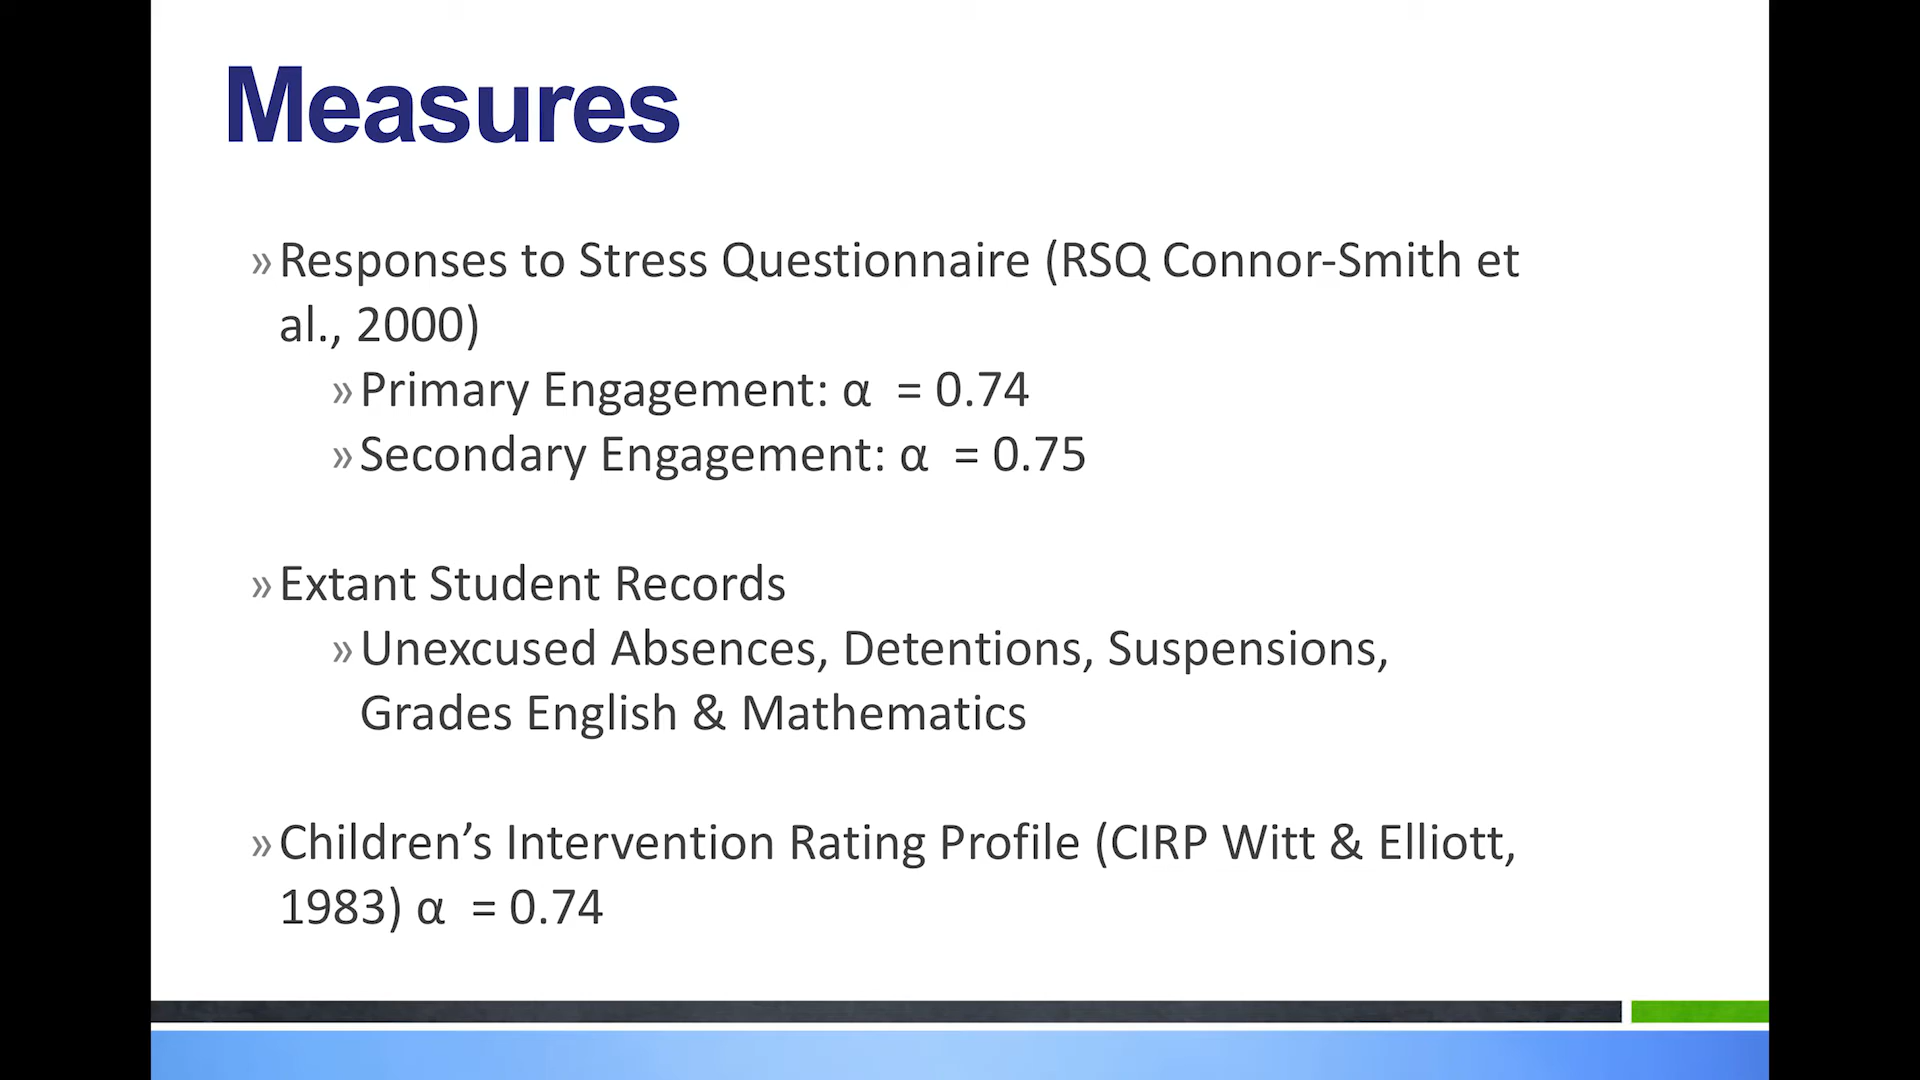 Measures
» Responses to Stress Questionnaire (RSQ Connor-Smith et
al., 2000)
» Primary Engagement: α  = 0.74
» Secondary Engagement: α  = 0.75
» Extant Student Records
» Unexcused Absences, Detentions, Suspensions,
Grades English & Mathematics
» Children’s Intervention Rating Profile (CIRP Witt & Elliott,
1983) α  = 0.74